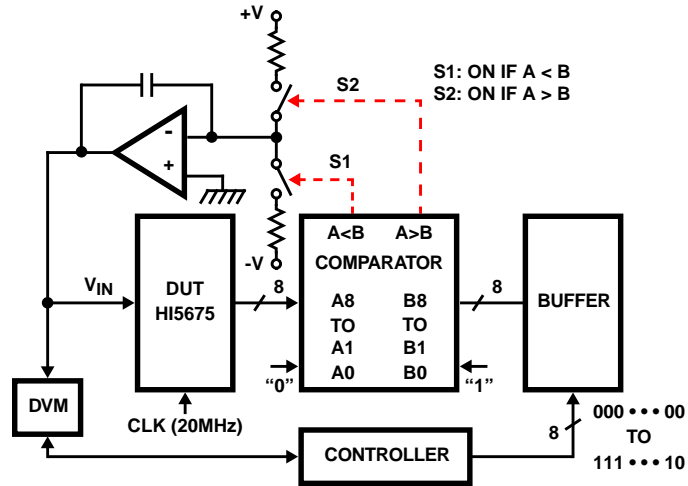 +V
S2
S1: ON IF A < B
S2: ON IF A > B
-
+
S1
-V
A<B A>B
COMPARATOR
VIN
DUT
HI5675
8
A8 B8
TO TO
A1 B1
A0 B0
8
BUFFER
“0”
“1”
DVM
CLK (20MHz)
CONTROLLER
8
000 • • • 00
TO
111 • • • 10